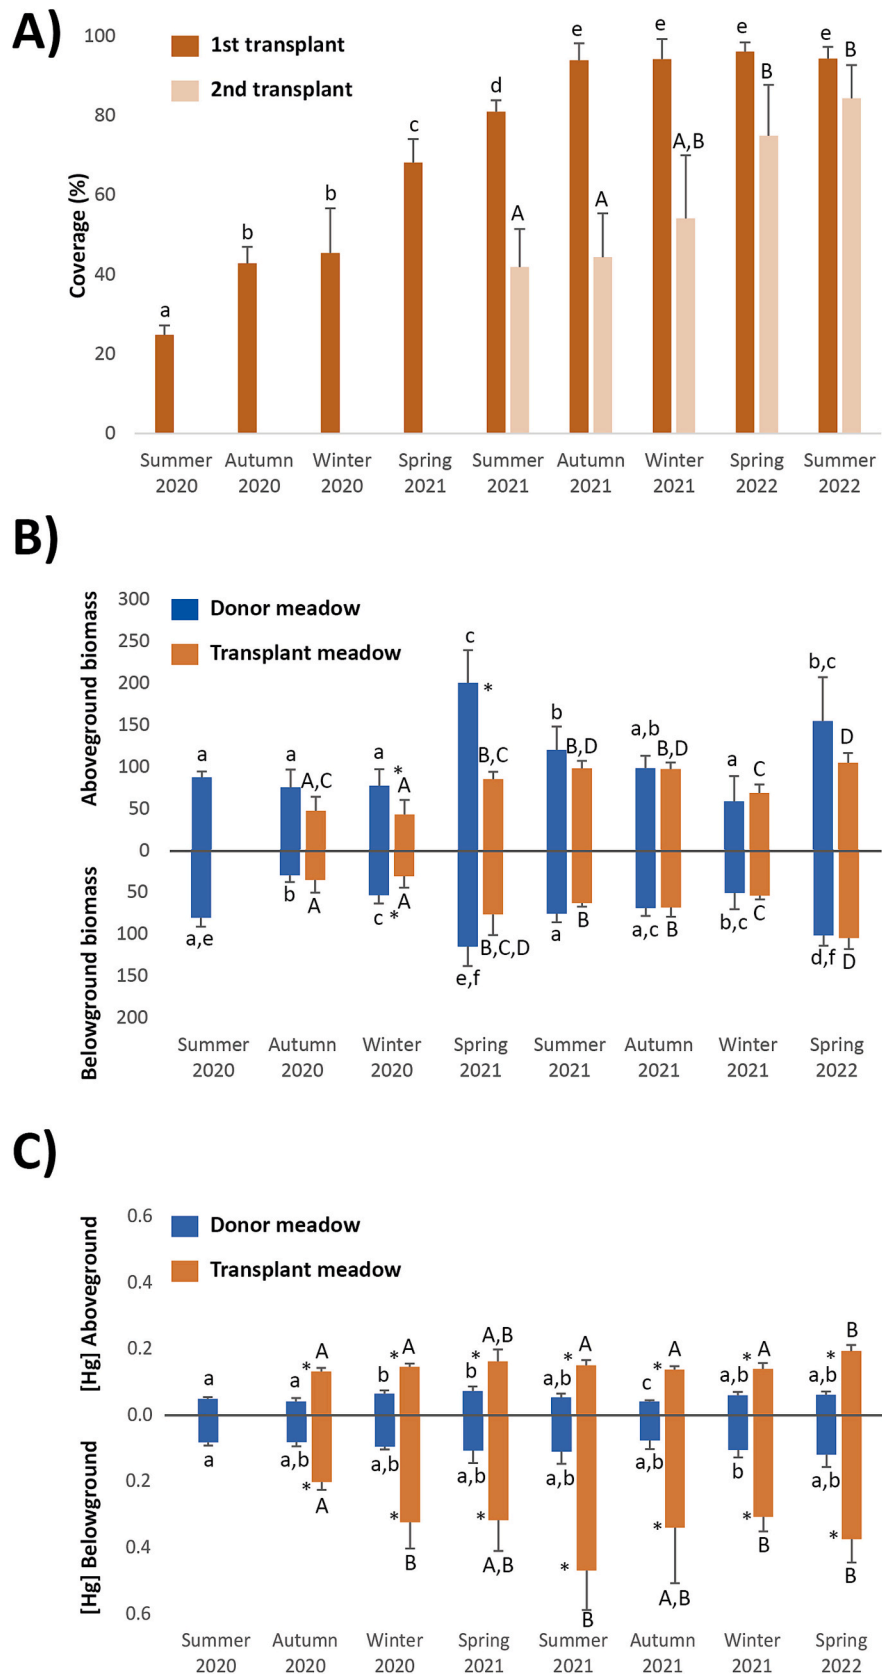 A)
1st transplant
2nd transplant
Coverage (%)
100
80
60
40
20
0
a
b
b
c
d
e
e
e
e
A
A
A,B
B
B
Summer
2020
Autumn
2020
Winter
2020
Spring
2021
Summer
2021
Autumn
2021
Winter
2021
Spring
2022
Summer
2022
B)
Donor meadow
Transplant meadow
Aboveground biomass
Belowground biomass
300
250
200
150
100
50
0
50
100
150
200
a
a
A,C
a
*
A
c
*
B,C
b
B,D
a,b
B,D
a
C
b,c
D
a,e
b
A
c
*
A
e,f
B,C,D
a
B
a,c
B
b,c
C
d,f
D
Summer
2020
Autumn
2020
Winter
2020
Spring
2021
Summer
2021
Autumn
2021
Winter
2021
Spring
2022
C)
Donor meadow
Transplant meadow
[Hg] Aboveground
[Hg] Belowground
0.6
0.4
0.2
0.0
0.2
0.4
0.6
a
a
*
A
b
*
A
b
*
A,B
a,b
*
A
c
*
A
a,b
*
A
a,b
*
B
a
a,b
*
A
a,b
*
B
a,b
*
A,B
a,b
*
B
a,b
*
A,B
b
*
B
a,b
*
B
Summer
2020
Autumn
2020
Winter
2020
Spring
2021
Summer
2021
Autumn
2021
Winter
2021
Spring
2022